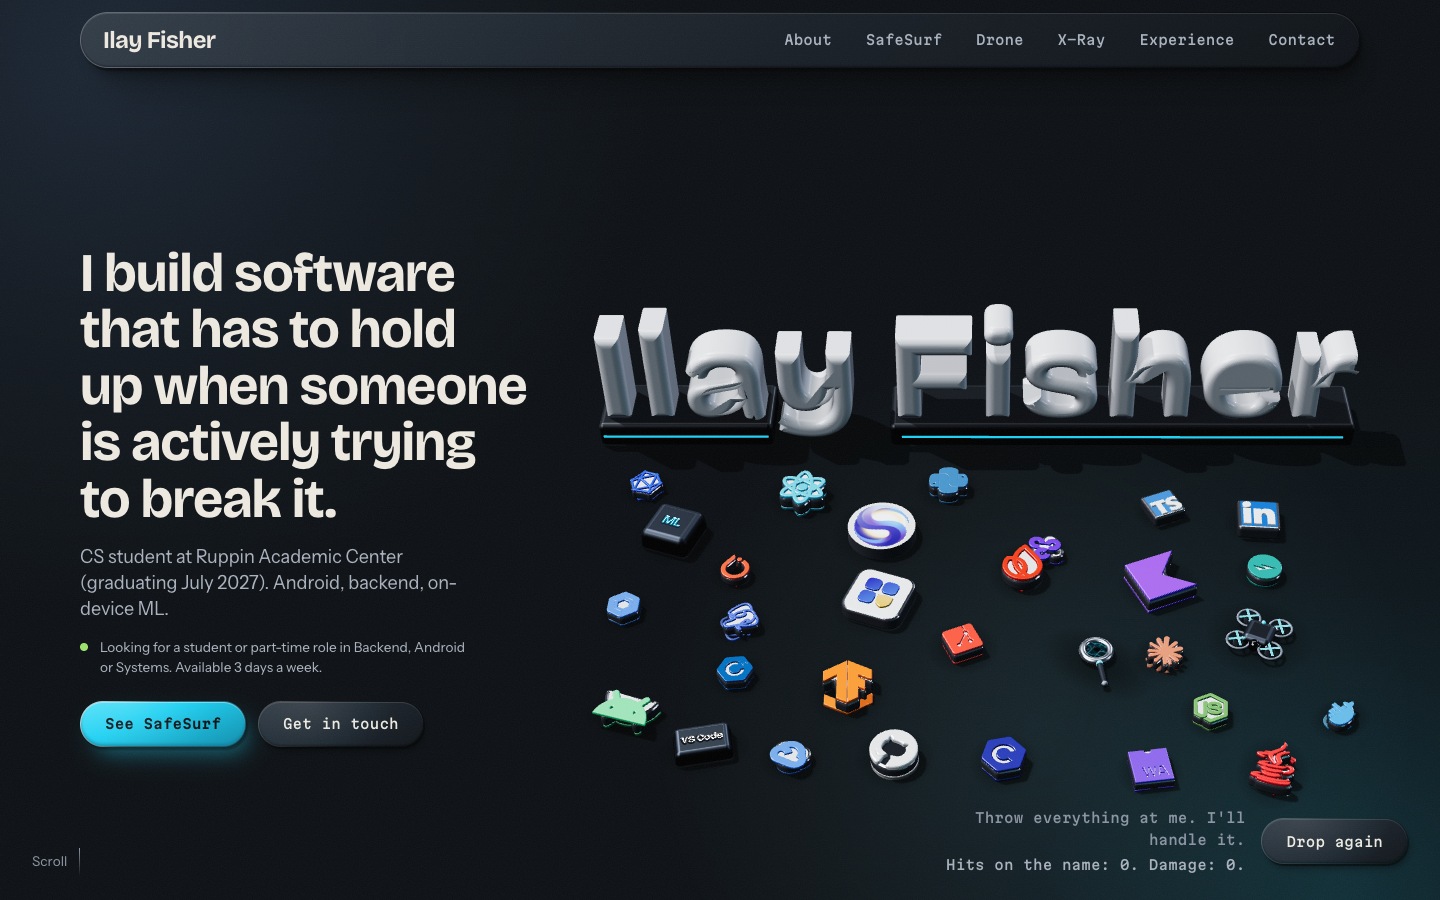 Ilay Fisher
About SafeSurf Drone X-Ray Experience Contact
I build software
that has to hold
up when someone
is actively trying
to break it.
CS student at Ruppin Academic Center
(graduating July 2027). Android, backend, on-
device ML.
Looking for a student or part-time role in Backend, Android
or Systems. Available 3 days a week.
See SafeSurf
Get in touch
Scroll
Ilay Fisher
TS
in
ML
C
VS Code
JS
C
WA
Throw everything at me. I'll
handle it.
Hits on the name: 0. Damage: 0.
Drop again